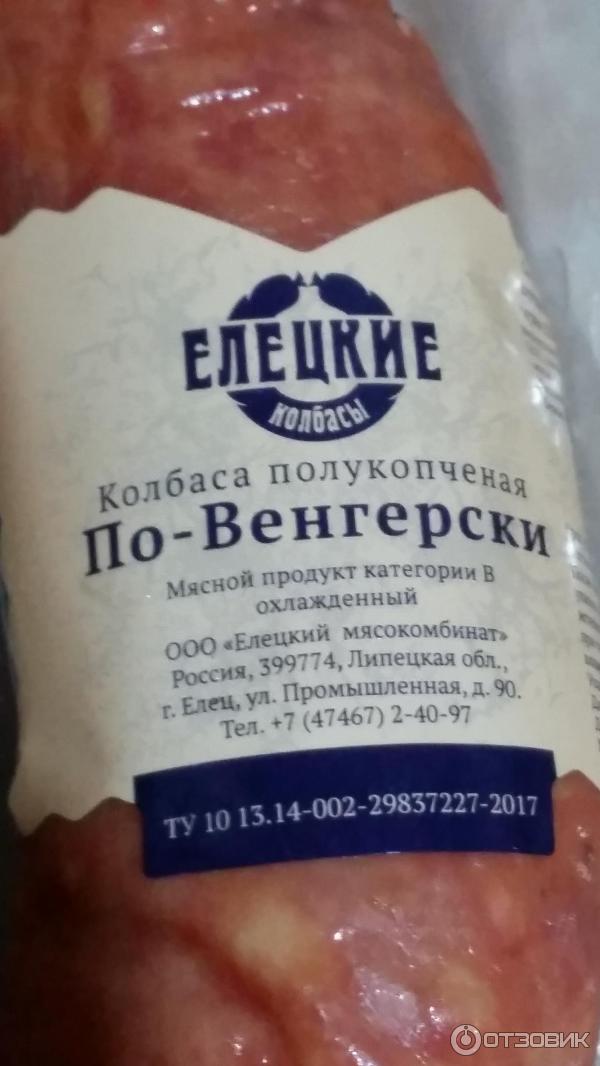 ЕЛЕЦКИЕ
колбасы
Колбаса полукопченая
По-Венгерски
Мясной продукт категории В
охлажденный
ООО «Елецкий мясокомбинат»
Россия, 399774, Липецкая обл.,
г. Елец, ул. Промышленная, д. 90.
Тел. +7 (47467) 2-40-97
ТУ 10 13.14-002-29837227-2017
ОТЗОВИК